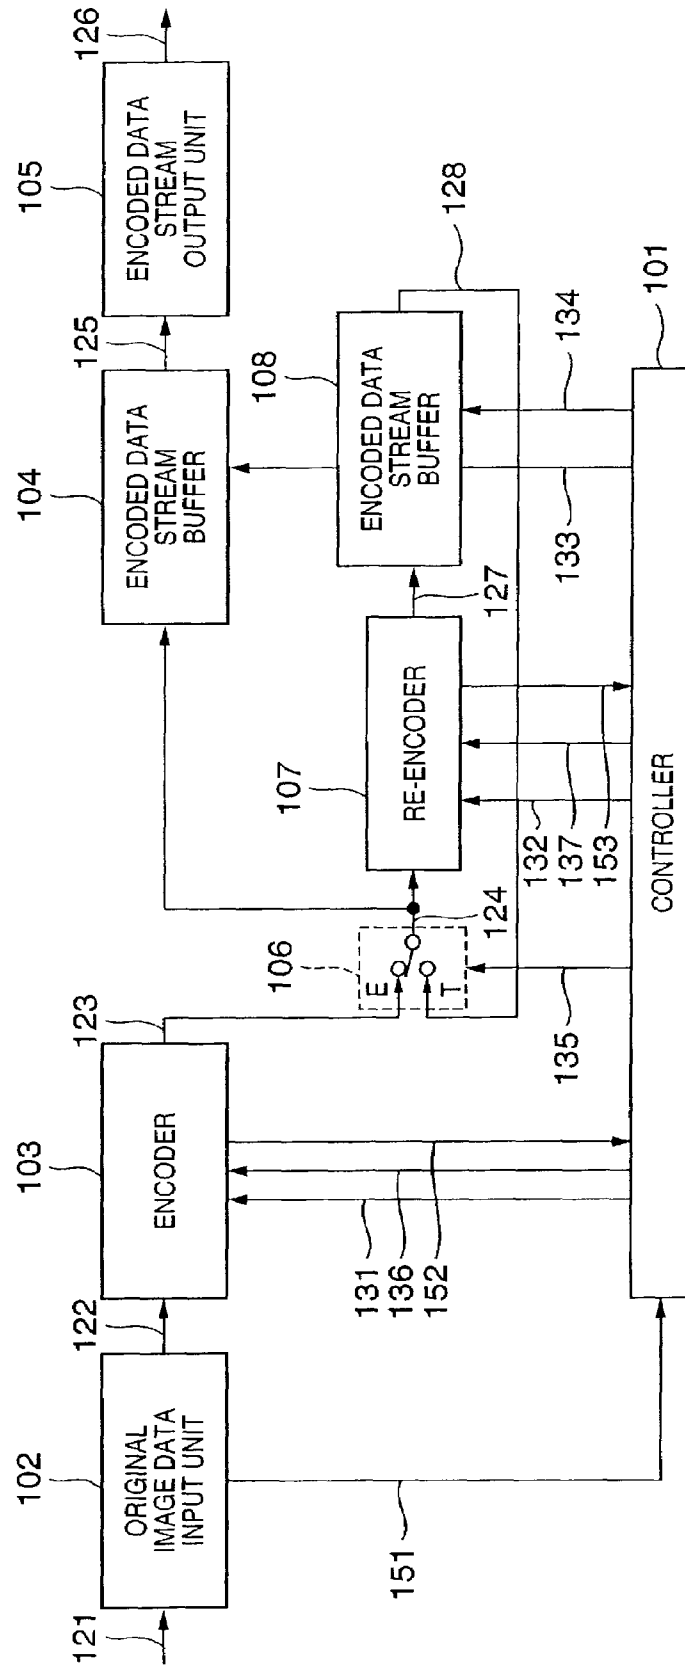 121
102
ORIGINAL
IMAGE DATA
INPUT UNIT
122
103
ENCODER
123
104
ENCODED DATA
STREAM
BUFFER
125
105
ENCODED DATA
STREAM
OUTPUT UNIT
126
106
E
T
124
107
RE-ENCODER
127
108
ENCODED DATA
STREAM
BUFFER
128
151
131
136
152
135
132
137
153
133
134
101
CONTROLLER